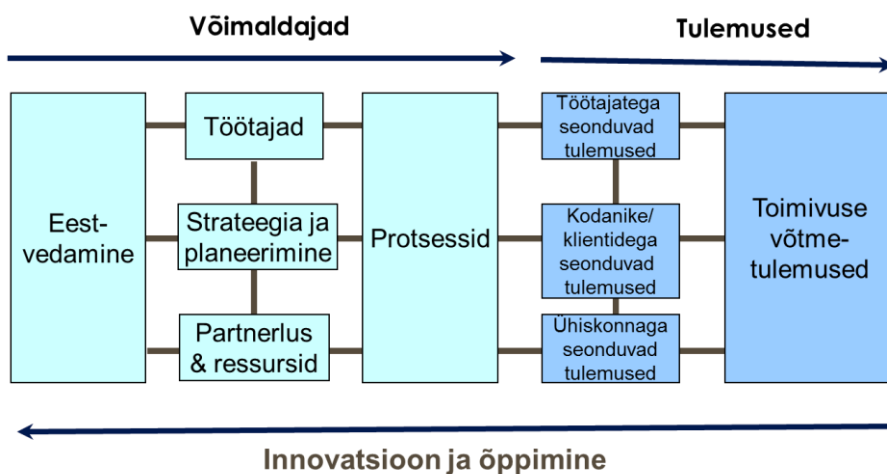 Võimaldajad
Tulemused
Eest-
vedamine
Töötajad
Strateegia ja
planeerimine
Partnerlus
& ressursid
Protsessid
Töötajatega
seonduvad
tulemused
Kodanike/
klientidega
seonduvad
tulemused
Ühiskonnaga
seonduvad
tulemused
Toimivuse
võtme-
tulemused
Innovatsioon ja õppimine